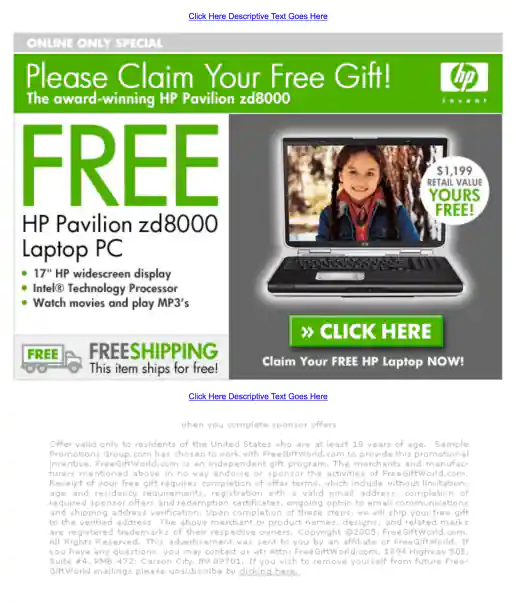 Click Here Descriptive Text Goes Here
ONLINE ONLY SPECIAL
Please Claim Your Free Gift!
The award-winning HP Pavilion zd8000
hp
invent
FREE
HP Pavilion zd8000
Laptop PC
• 17" HP widescreen display
• Intel® Technology Processor
• Watch movies and play MP3's
$1,199
RETAIL VALUE
YOURS
FREE!
» CLICK HERE
Claim Your FREE HP Laptop NOW!
FREE
FREESHIPPING
This item ships for free!
Click Here Descriptive Text Goes Here
when you complete sponsor offers
Offer valid only to residents of the United States who are at least 18 years of age. Sample
Promotions Group.com has chosen to work with FreeGiftWorld.com to provide this promotional
incentive. FreeGiftWorld.com is an independent gift program. The merchants and manufac-
turers mentioned above in no way endorse or sponsor the activities of FreeGiftWorld.com.
Receipt of your free gift requires completion of offer terms, which include without limitation:
age and residency requirements, registration with a valid email address, completion of
required sponsor offers and redemption certificates, ongoing option to email communications
and shipping address verification. Upon completion of these steps, we will ship your free gift
to the verified address. The above merchant or product names, designs, and related marks
are registered trademarks of their respective owners. Copyright @2005, FreeGiftWorld.com.
All Rights Reserved. This advertisement was sent to you by an affiliate of FreeGiftWorld. If
you have any questions, you may contact us at: Attn: FreeGiftWorld.com, 1894 Highway 50E,
Suite #4, PMB 472, Carson City, 89701. If you wish to remove yourself from future Free-
GiftWorld mailings please unsubscribe by clicking here.